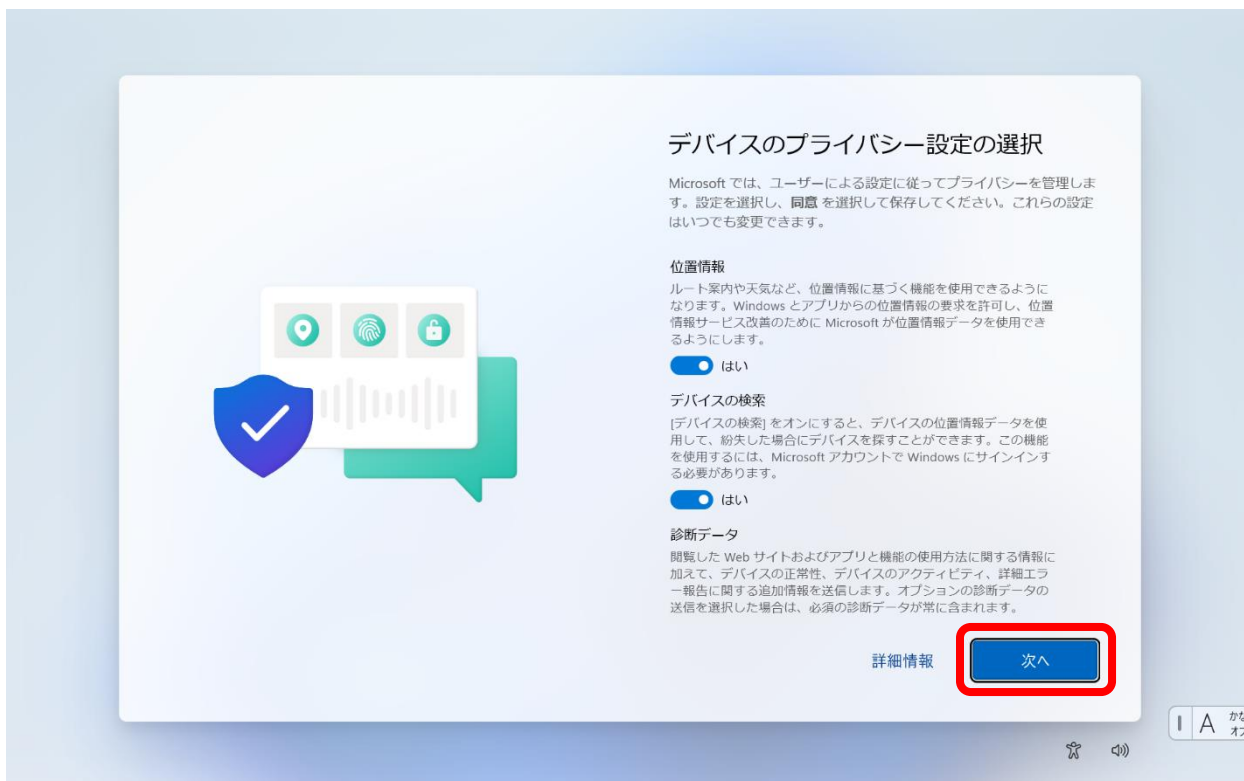 デバイスのプライバシー設定の選択
Microsoft では、ユーザーによる設定に従ってプライバシーを管理しま
す。設定を選択し、同意 を選択して保存してください。これらの設定
はいつでも変更できます。
位置情報
ルート案内や天気など、位置情報に基づく機能を使用できるように
なります。Windows とアプリからの位置情報の要求を許可し、位置
情報サービス改善のために Microsoft が位置情報データを使用でき
るようにします。
はい
デバイスの検索
[デバイスの検索] をオンにすると、デバイスの位置情報データを使
用して、紛失した場合にデバイスを探すことができます。この機能
を使用するには、Microsoft アカウントで Windows にサインインす
る必要があります。
はい
診断データ
閲覧した Web サイトおよびアプリと機能の使用方法に関する情報に
加えて、デバイスの正常性、デバイスのアクティビティ、詳細エラ
ー報告に関する追加情報を送信します。オプションの診断データの
送信を選択した場合は、必須の診断データが常に含まれます。
詳細情報
次へ
A